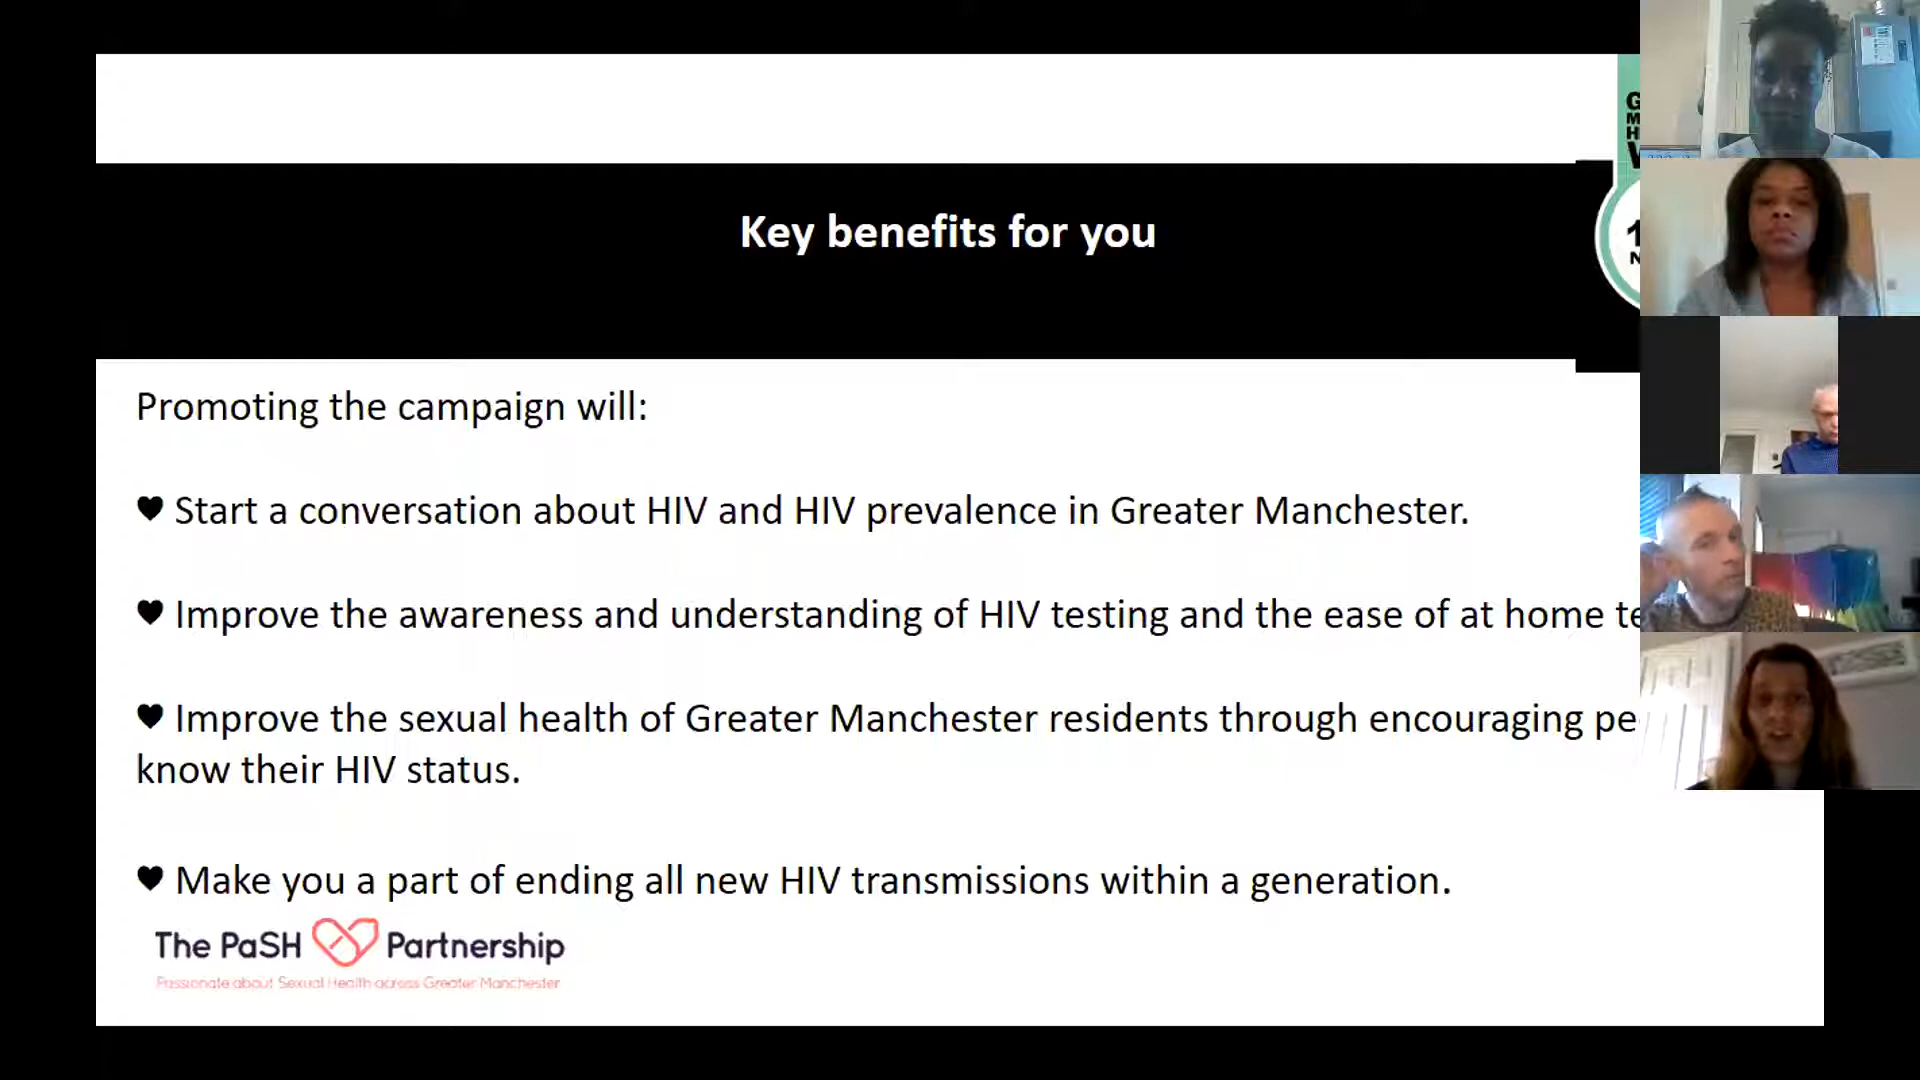 Key benefits for you
Promoting the campaign will:
♥ Start a conversation about HIV and HIV prevalence in Greater Manchester.
♥ Improve the awareness and understanding of HIV testing and the ease of at home
♥ Improve the sexual health of Greater Manchester residents through encouraging
know their HIV status.
♥ Make you a part of ending all new HIV transmissions within a generation.
The PaSH Partnership
Passionate about Sexual Health across Greater Manchester